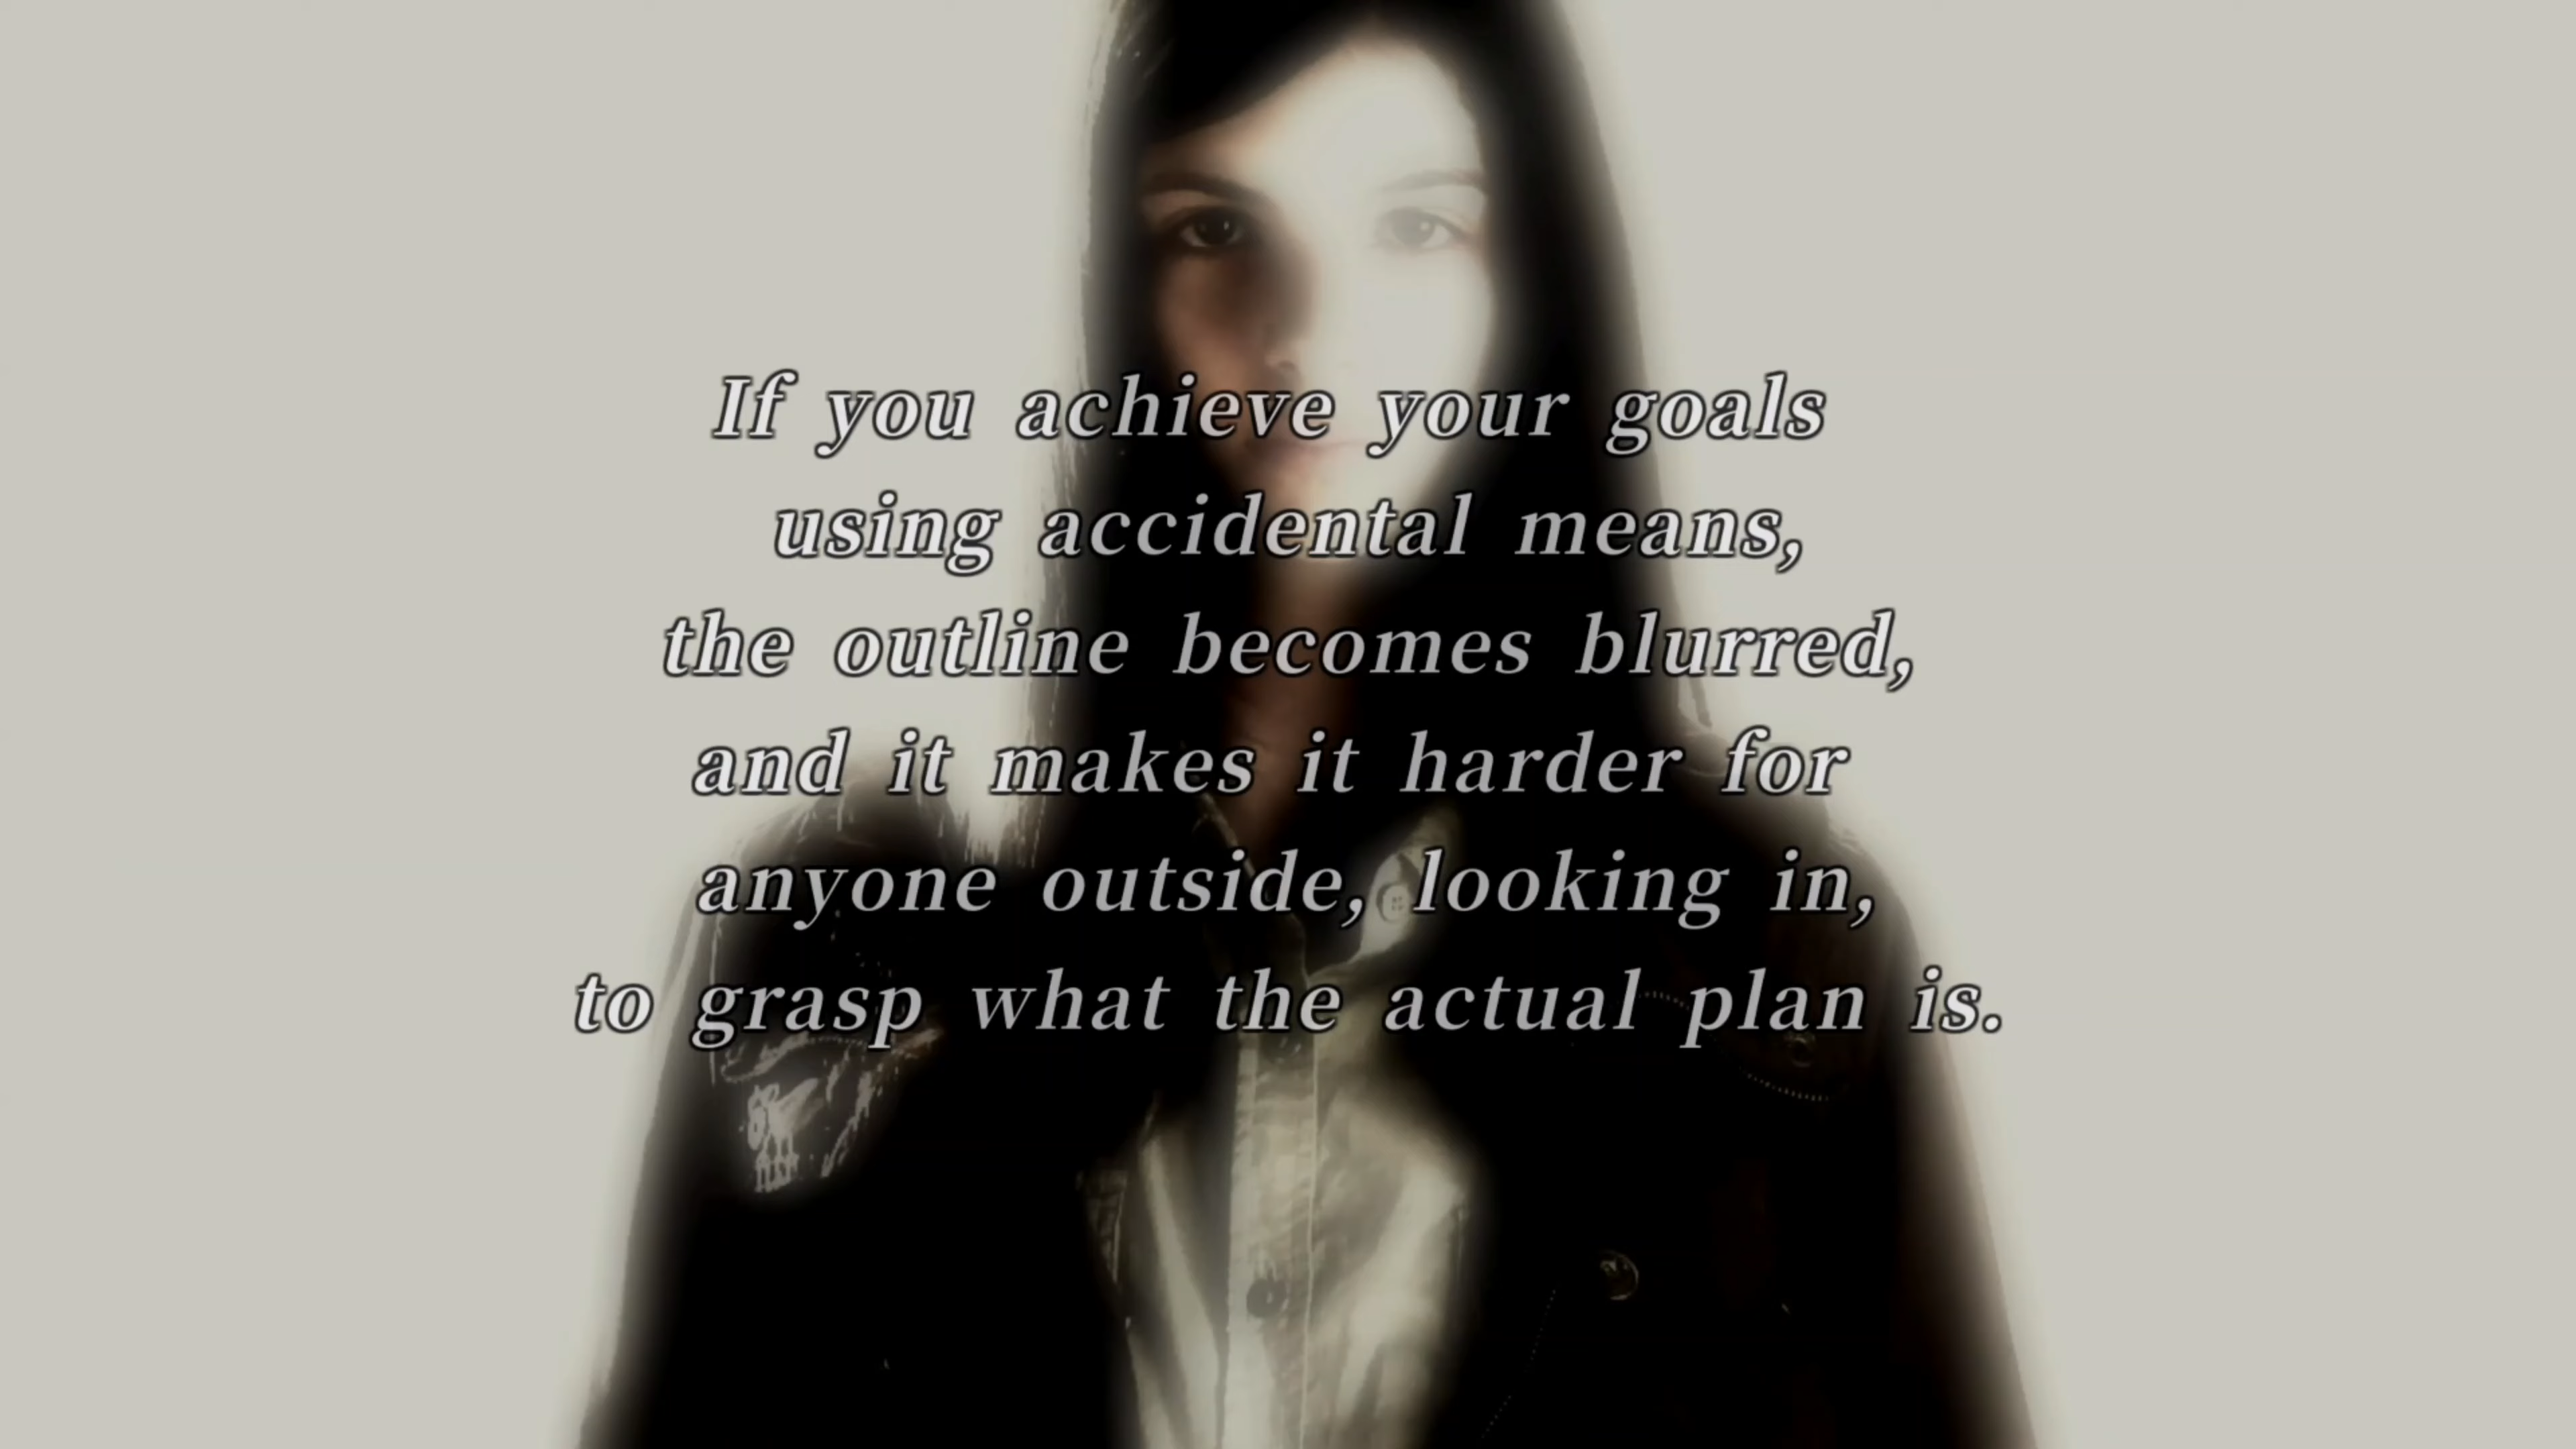 If you achieve your goals
using accidental means,
the outline becomes blurred,
and it makes it harder for
anyone outside, looking in,
to grasp what the actual plan is.